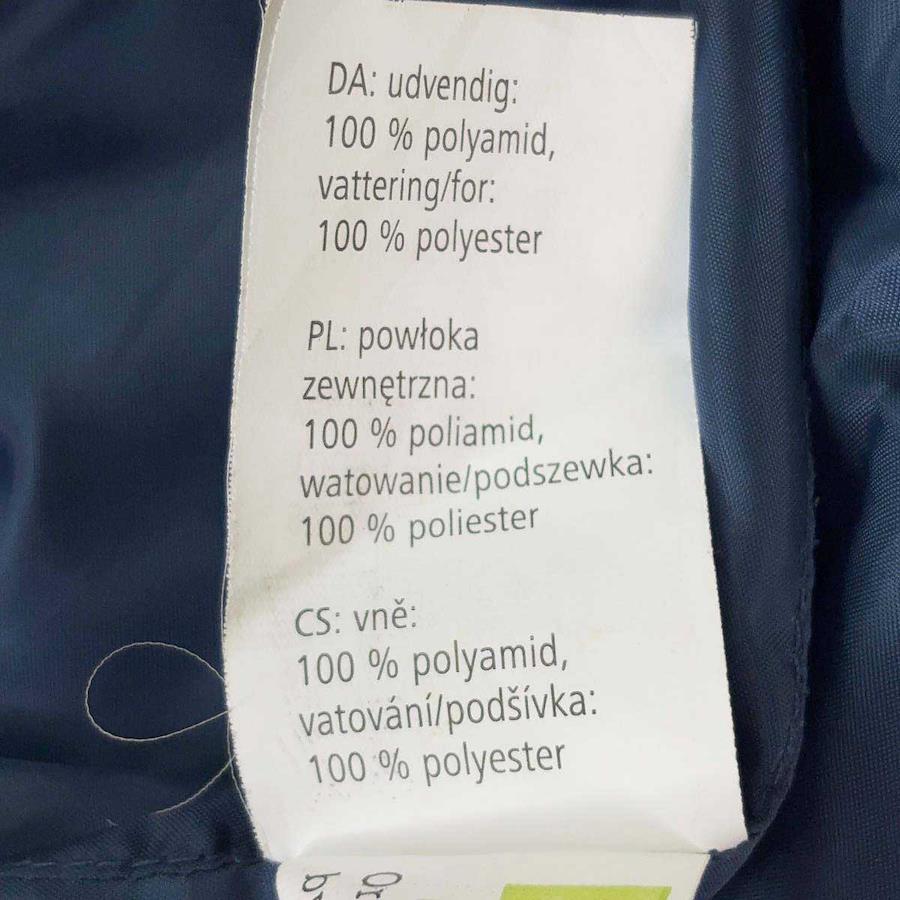 DA: udvendig:
100 % polyamid,
vattering/for:
100 % polyester
PL: powłoka
zewnętrzna:
100 % poliamid,
watowanie/podszewka:
100 % poliester
CS: vně:
100 % polyamid,
vatování/podšívka:
100 % polyester